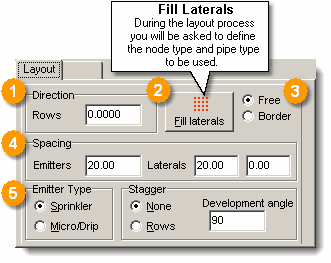 Fill Laterals
During the layout process
you will be asked to define
the node type and pipe type
to be used.
Layout
1
Direction
Rows 0.0000
2
Fill laterals
3
Free
Border
4
Spacing
Emitters 20.00 Laterals 20.00 0.00
5
Emitter Type
Sprinkler
Micro/Drip
Stagger
None
Rows
Development angle
90